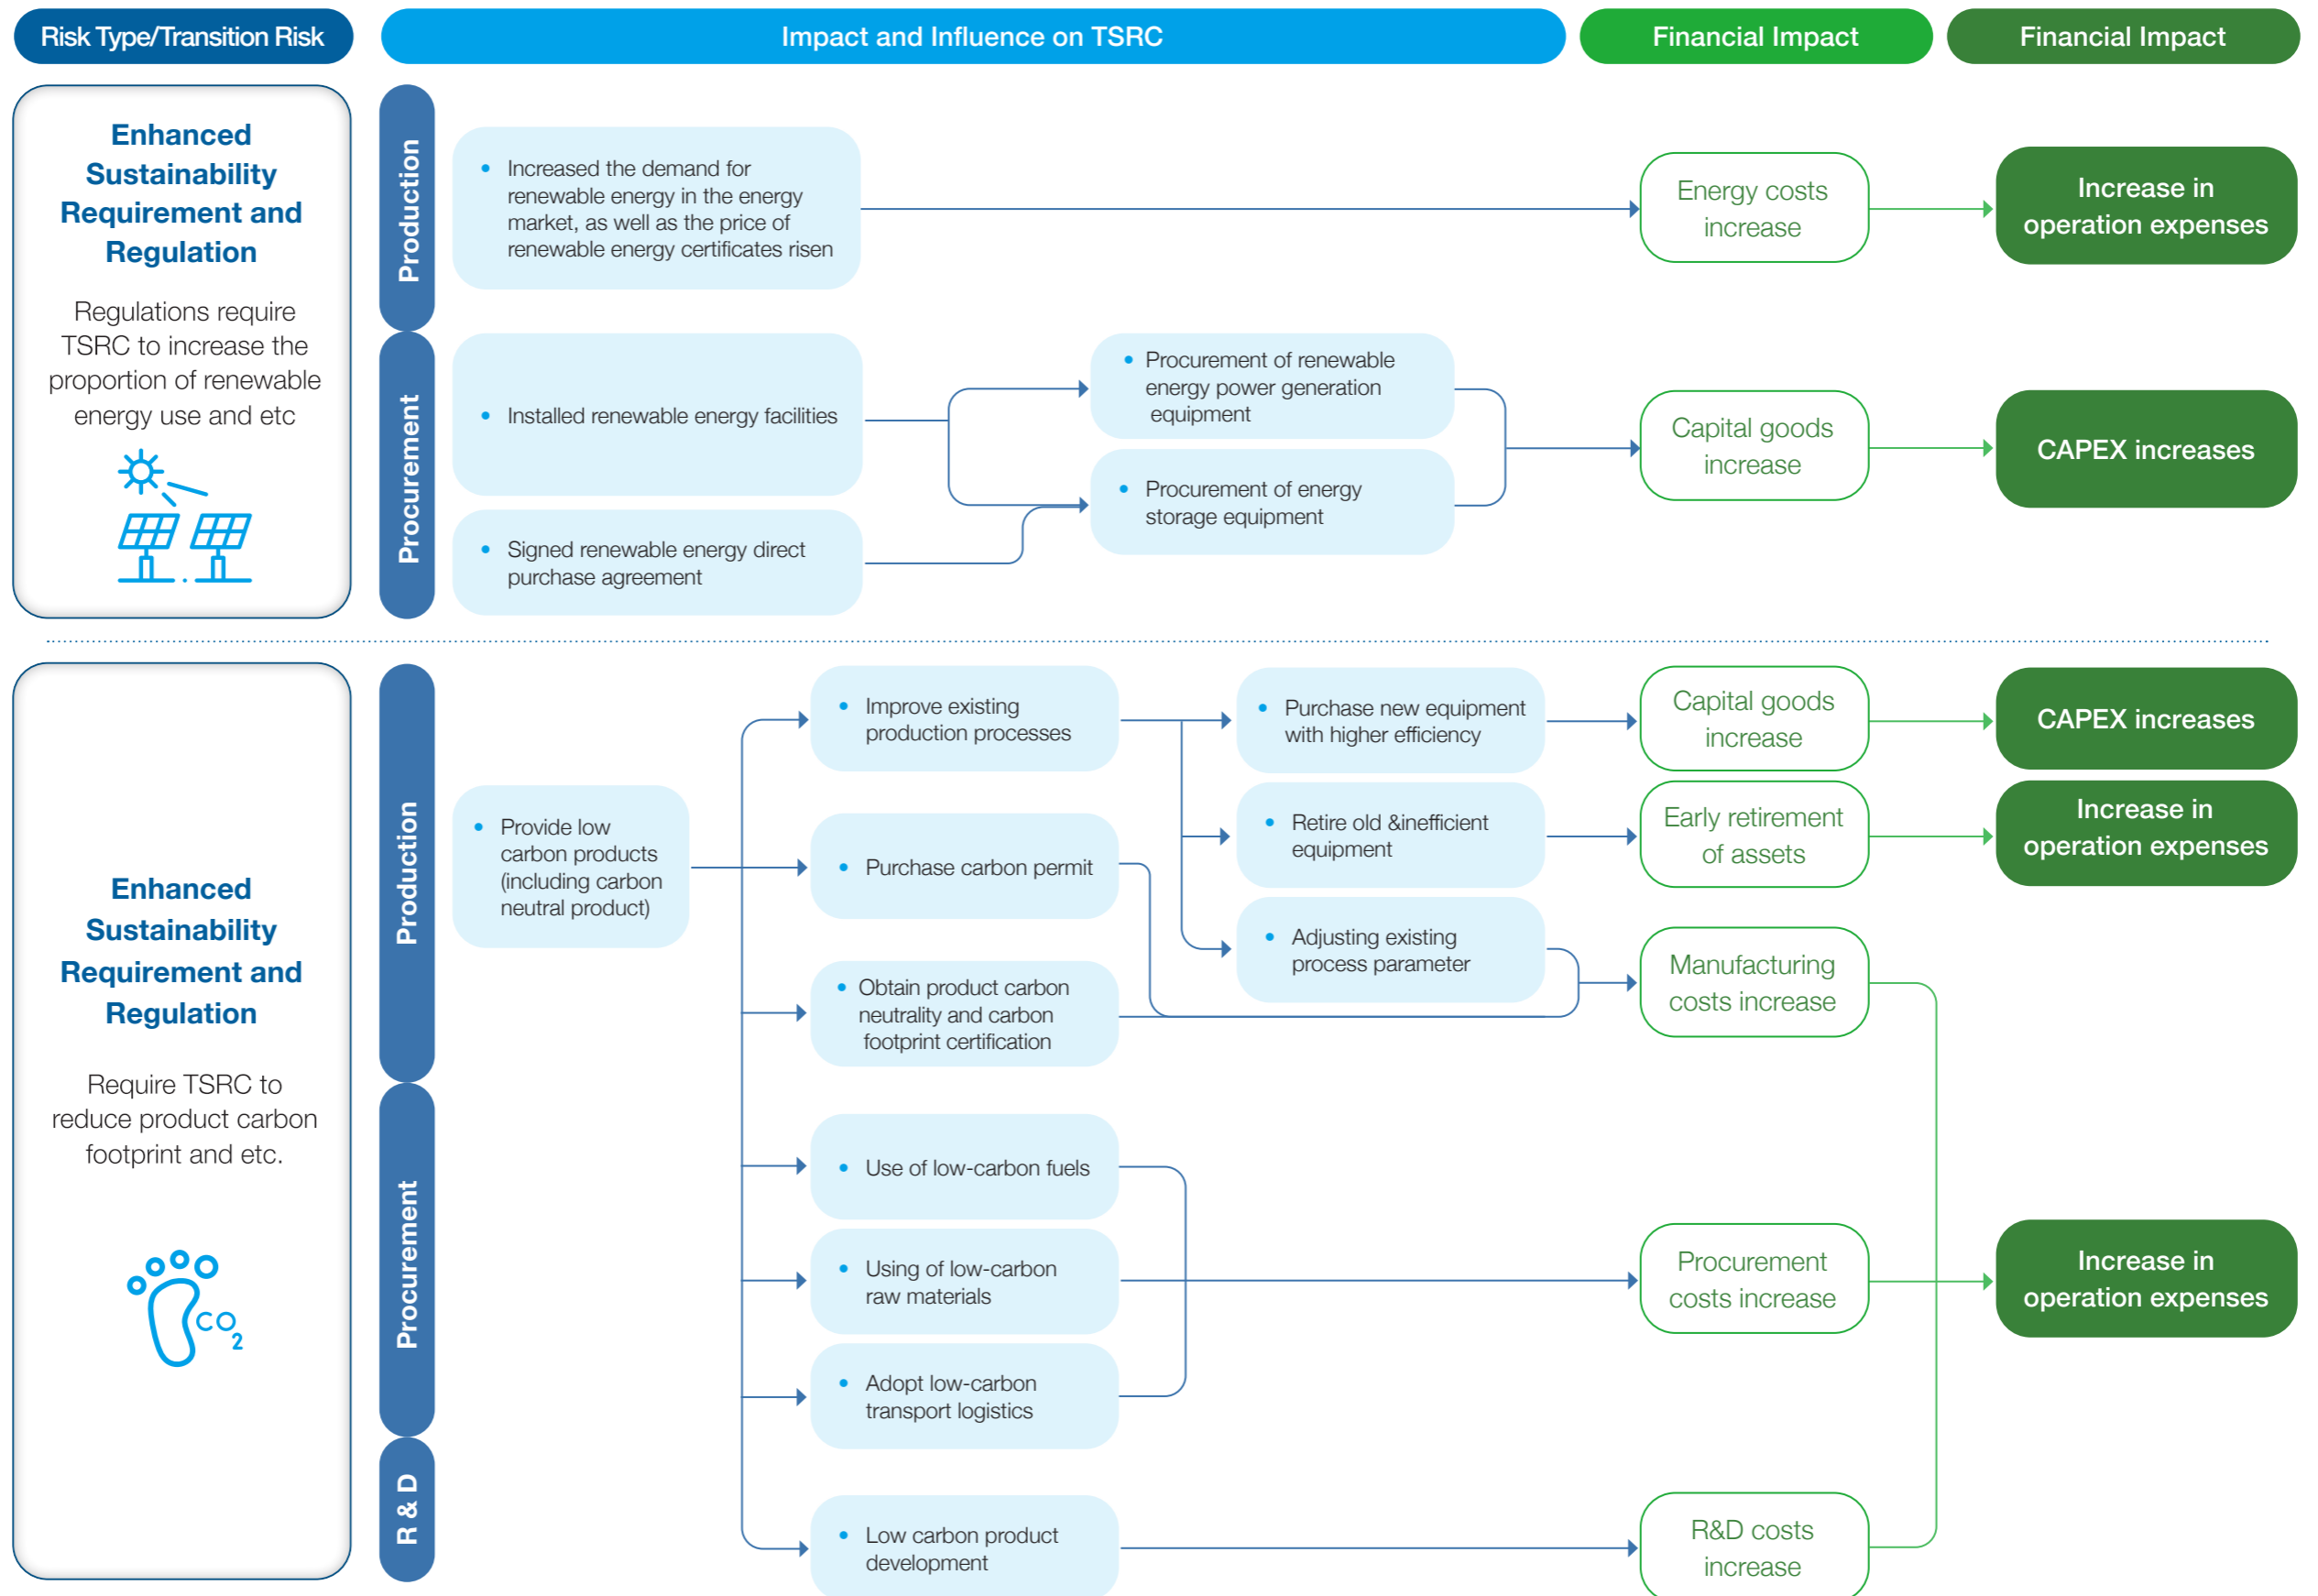 Risk Type/Transition Risk
Impact and Influence on TSRC
Financial Impact
Financial Impact
Enhanced
Sustainability
Requirement and
Regulation
Regulations require
TSRC to increase the
proportion of renewable
energy use and etc
Production
• Increased the demand for
renewable energy in the energy
market, as well as the price of
renewable energy certificates risen
Energy costs
increase
Increase in
operation expenses
Procurement
• Installed renewable energy facilities
• Signed renewable energy direct
purchase agreement
• Procurement of renewable
energy power generation
equipment
• Procurement of energy
storage equipment
Capital goods
increase
CAPEX increases
Enhanced
Sustainability
Requirement and
Regulation
Require TSRC to
reduce product carbon
footprint and etc.
CO2
Production
• Provide low
carbon products
(including carbon
neutral product)
• Improve existing
production processes
• Purchase carbon permit
• Obtain product carbon
neutrality and carbon
footprint certification
• Purchase new equipment
with higher efficiency
• Retire old &inefficient
equipment
• Adjusting existing
process parameter
Capital goods
increase
CAPEX increases
Early retirement
of assets
Increase in
operation expenses
Manufacturing
costs increase
Procurement
• Use of low-carbon fuels
• Using of low-carbon
raw materials
• Adopt low-carbon
transport logistics
Procurement
costs increase
Increase in
operation expenses
R & D
• Low carbon product
development
R&D costs
increase